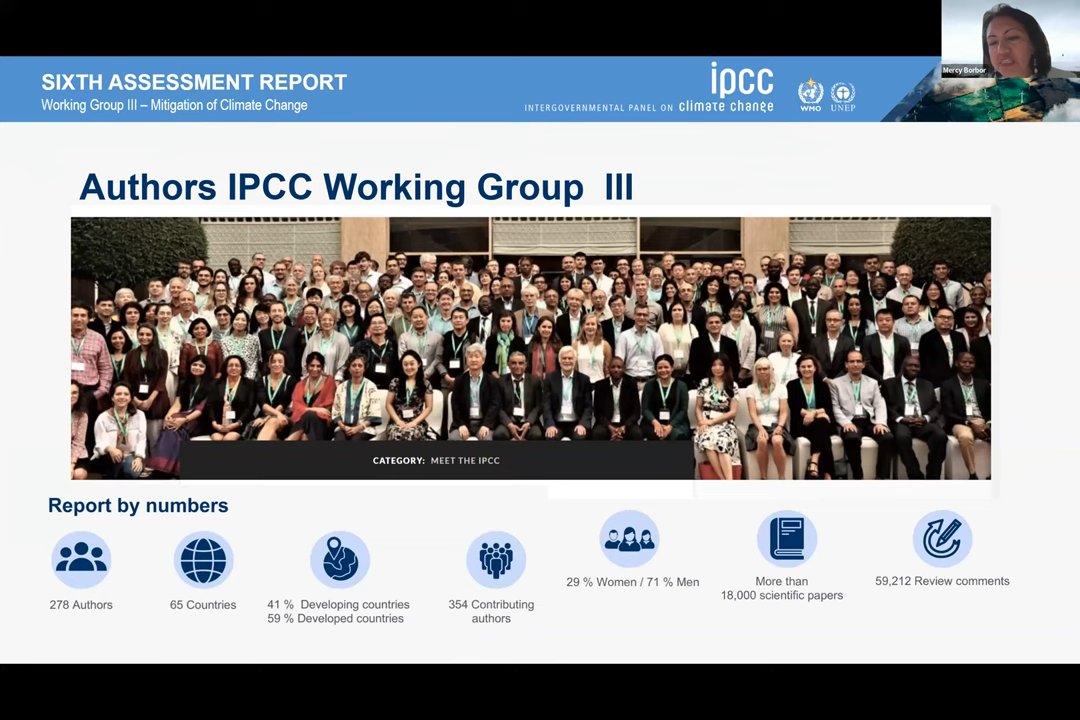 Mercy Borbor
SIXTH ASSESSMENT REPORT
Working Group III – Mitigation of Climate Change
ipcc
INTERGOVERNMENTAL PANEL ON climate change
WMO
UNEP
Authors IPCC Working Group III
CATEGORY: MEET THE IPCC
Report by numbers
278 Authors
65 Countries
41 % Developing countries
59 % Developed countries
354 Contributing
authors
29 % Women / 71 % Men
More than
18,000 scientific papers
59,212 Review comments